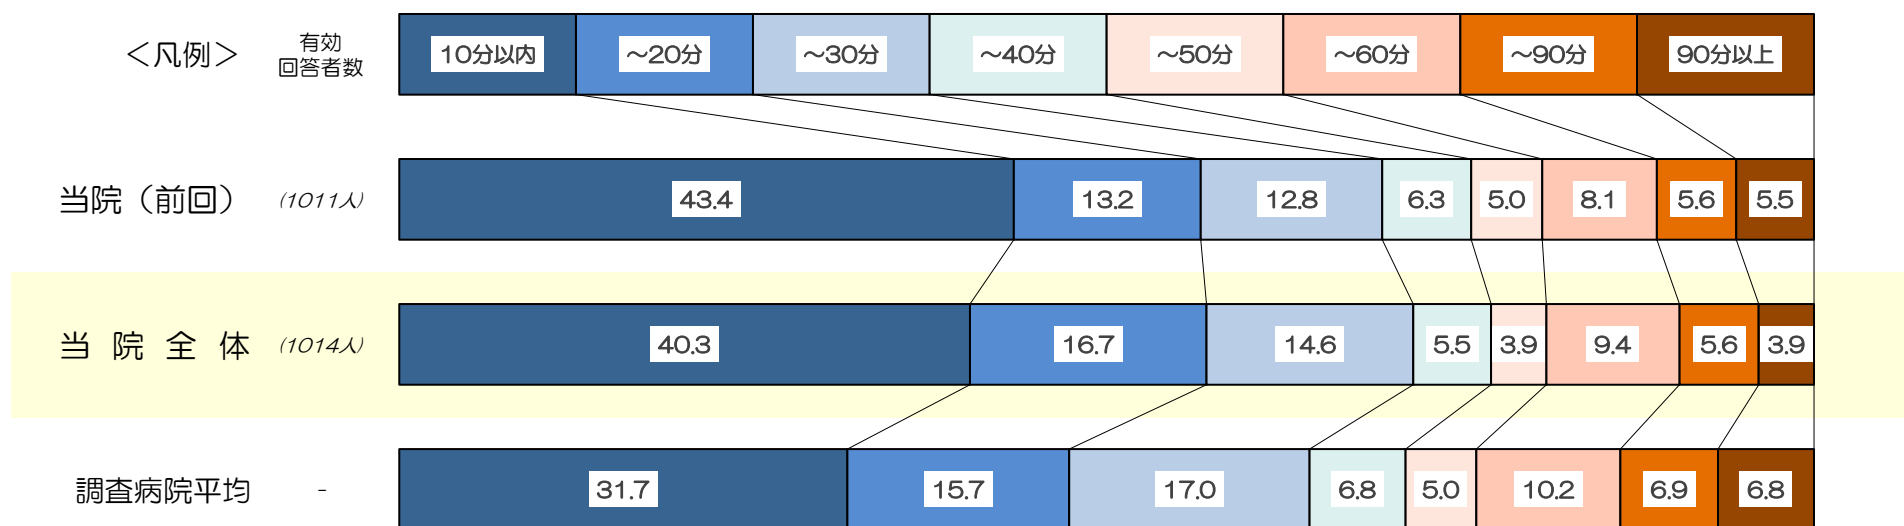 ＜凡例＞
有効
回答者数
10分以内
～20分
～30分
～40分
～50分
～60分
～90分
90分以上
当院（前回） (1011人) 43.4 13.2 12.8 6.3 5.0 8.1 5.6 5.5
当院全体 (1014人) 40.3 16.7 14.6 5.5 3.9 9.4 5.6 3.9
調査病院平均 - 31.7 15.7 17.0 6.8 5.0 10.2 6.9 6.8